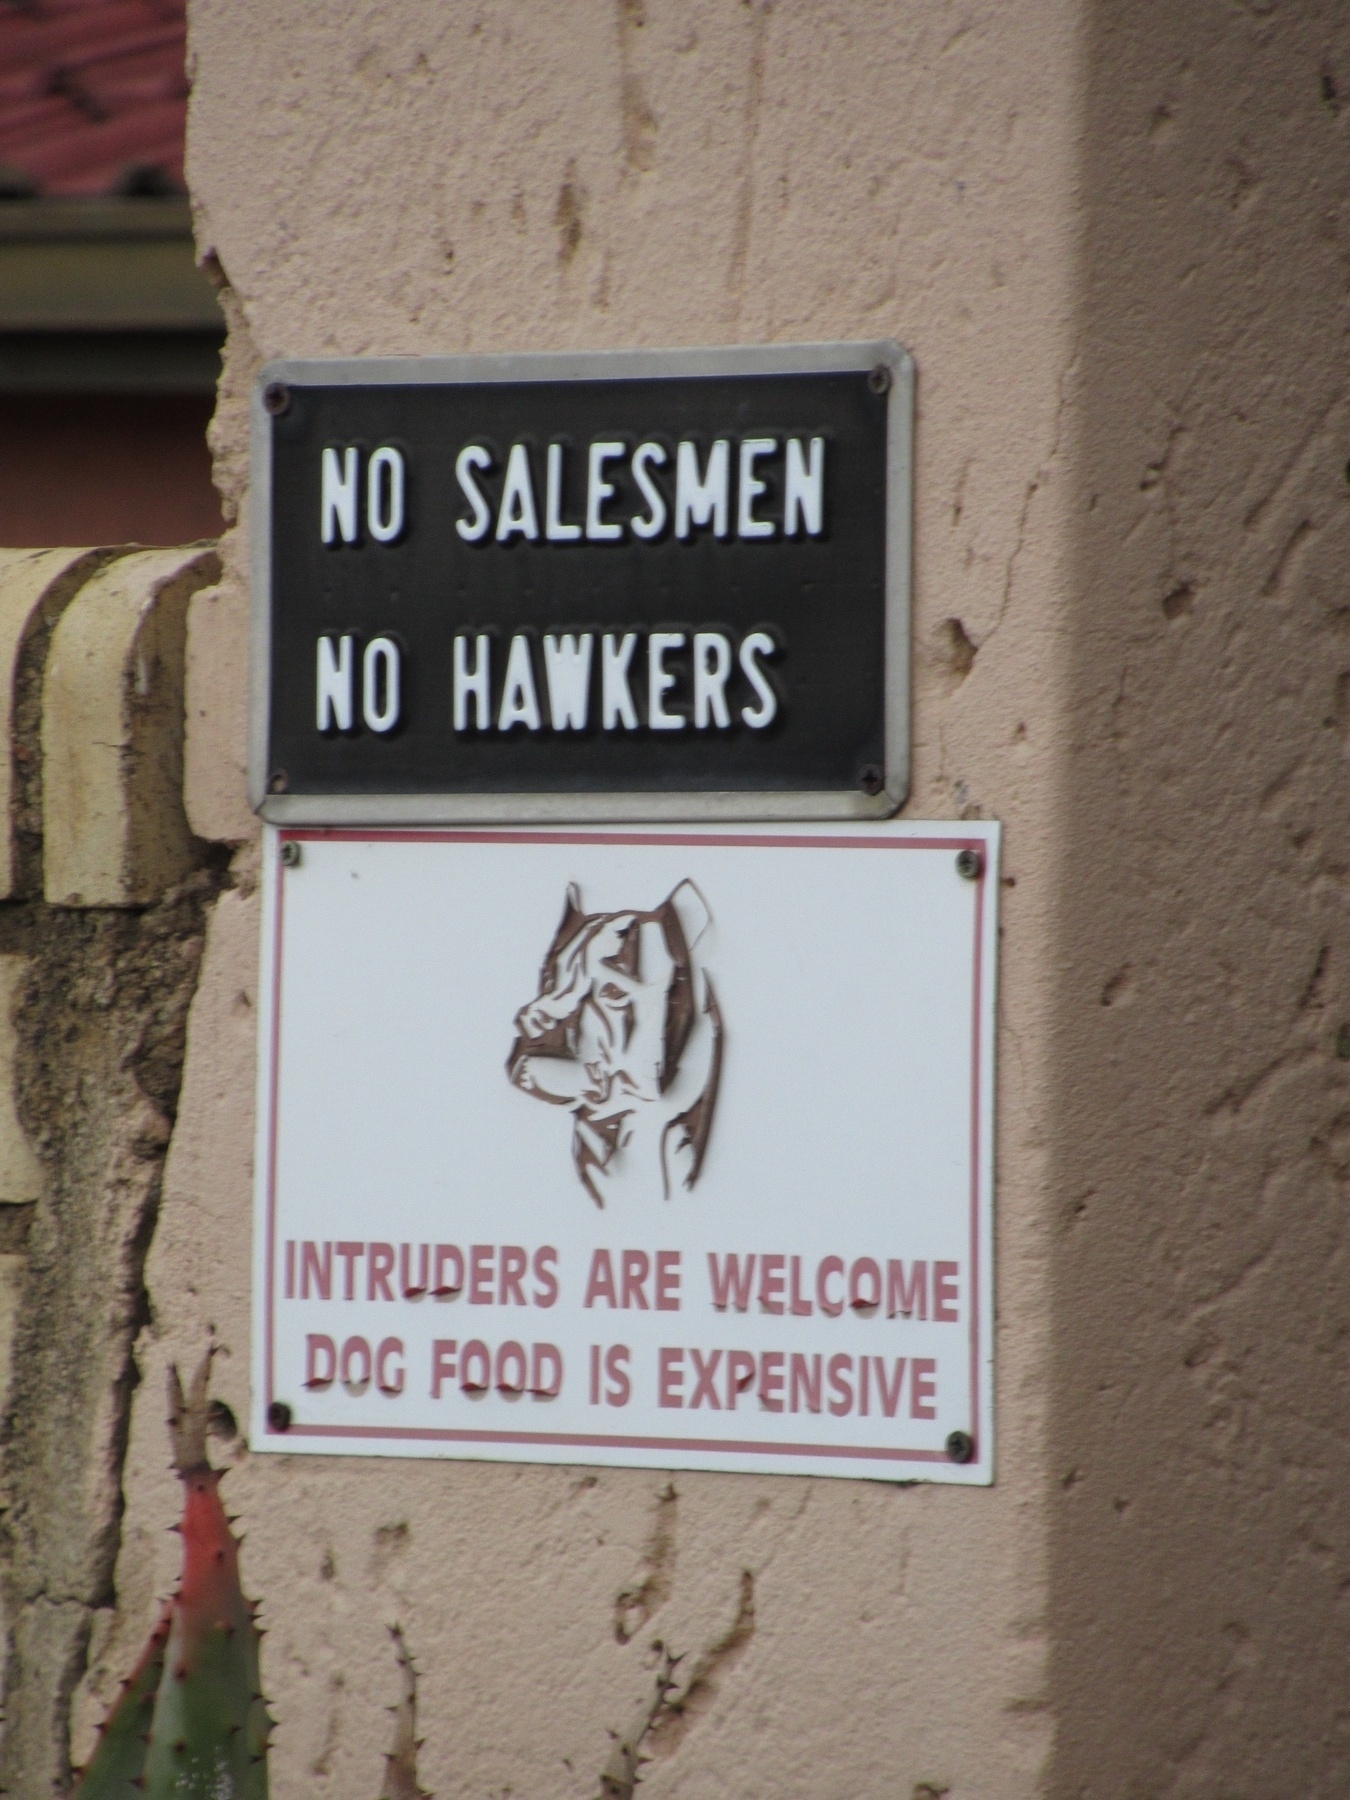 NO SALESMEN
NO HAWKERS
INTRUDERS ARE WELCOME
DOG FOOD IS EXPENSIVE